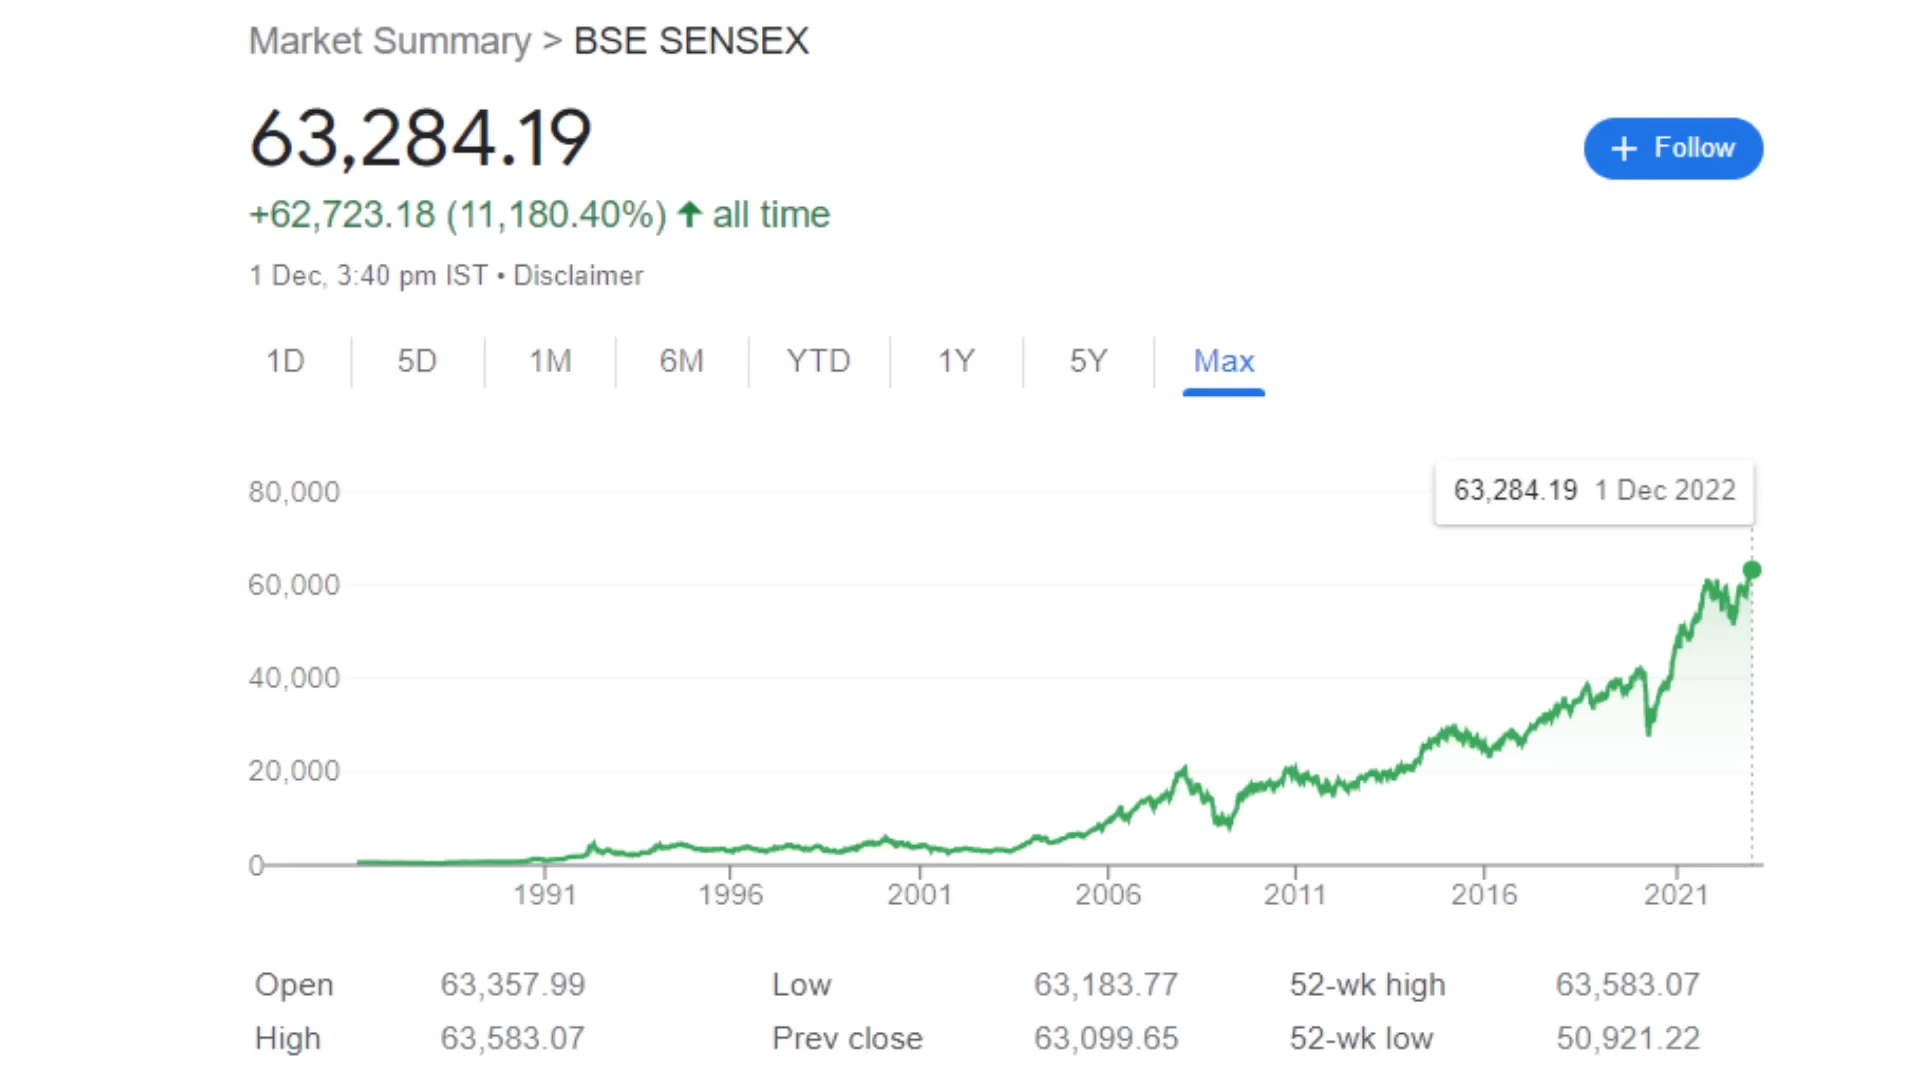 Market Summary > BSE SENSEX
63,284.19
+ Follow
+62,723.18 (11,180.40%) ↑ all time
1 Dec, 3:40 pm IST • Disclaimer
1D 5D 1M 6M YTD 1Y 5Y Max
63,284.19 1 Dec 2022
80,000
60,000
40,000
20,000
0
1991 1996 2001 2006 2011 2016 2021
Open 63,357.99 Low 63,183.77 52-wk high 63,583.07
High 63,583.07 Prev close 63,099.65 52-wk low 50,921.22